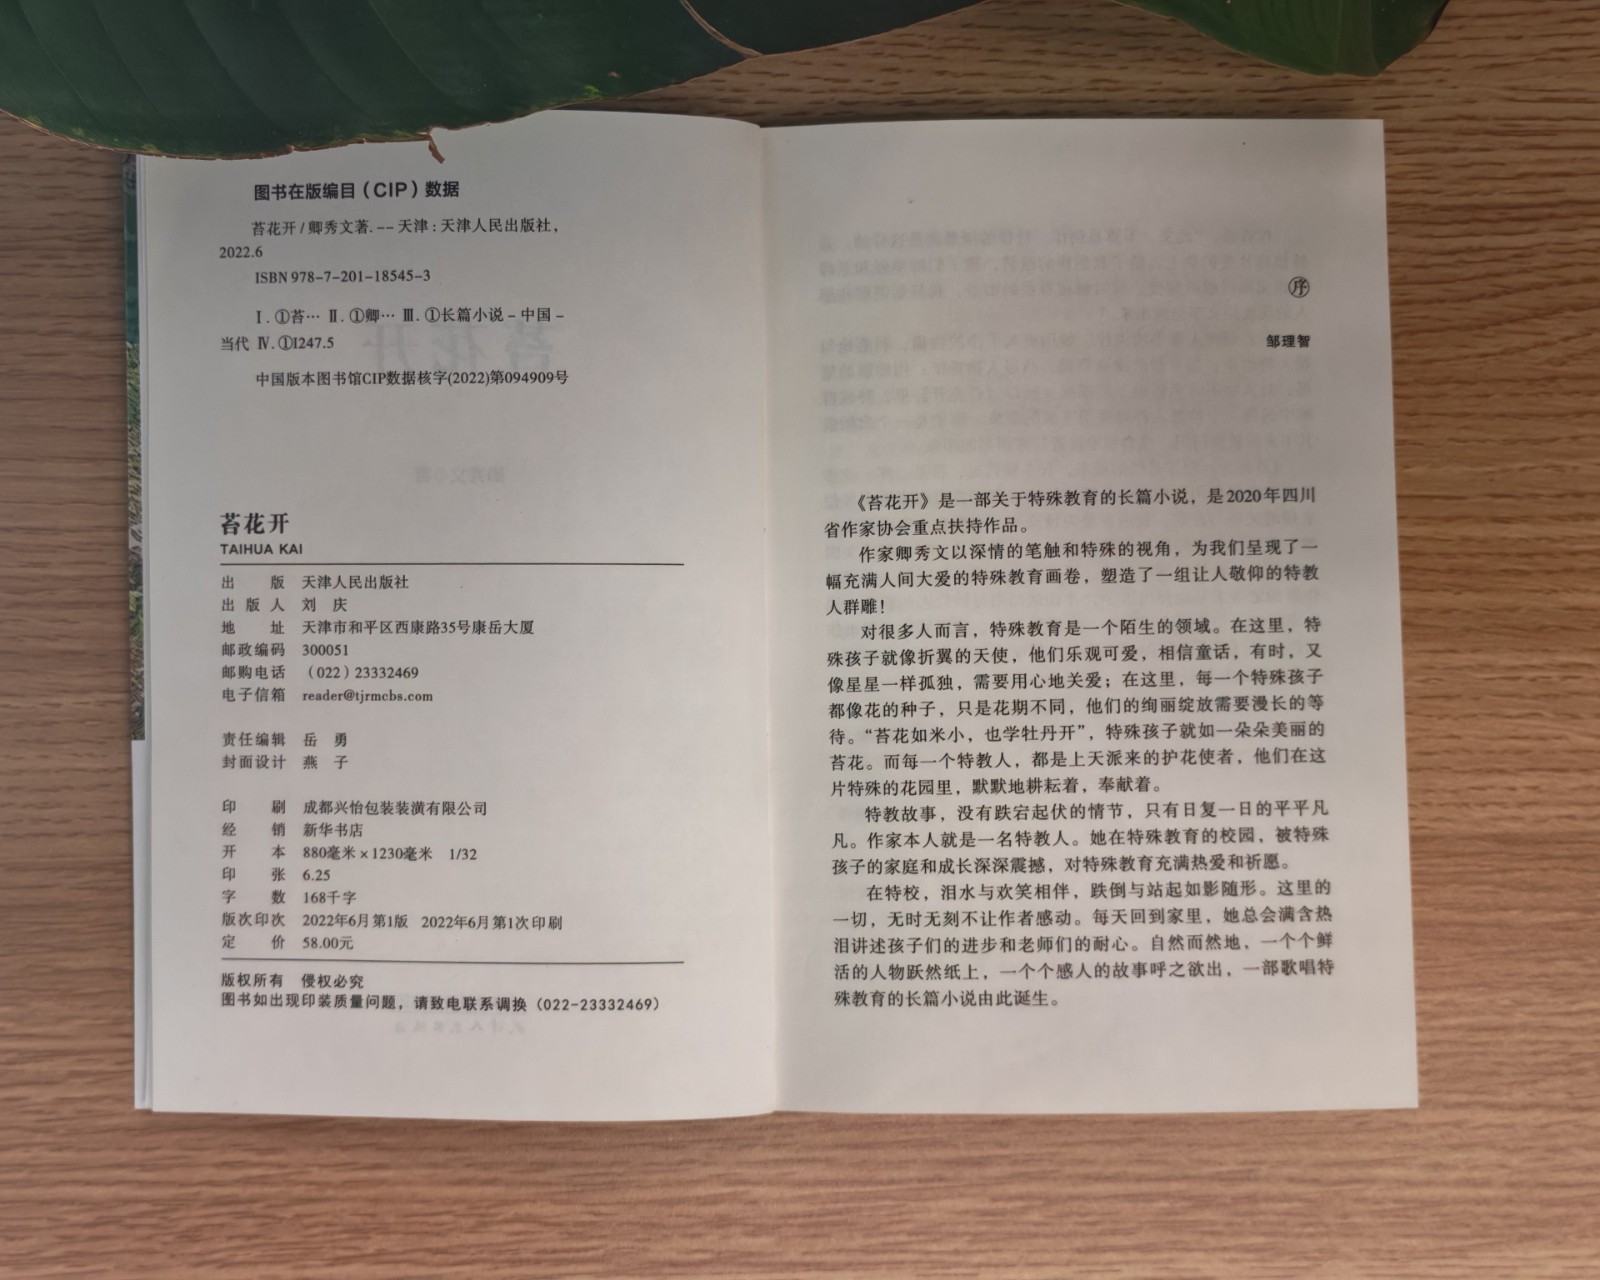 图书在版编目（CIP）数据
苔花开 / 卿秀文著. -- 天津 : 天津人民出版社，
2022.6
ISBN 978-7-201-18545-3
Ⅰ. ①苔… Ⅱ. ①卿… Ⅲ. ①长篇小说－中国－
当代 Ⅳ. ①I247.5
中国版本图书馆CIP数据核字(2022)第094909号
苔花开
TAIHUA KAI
出 版 天津人民出版社
出 版 人 刘 庆
地 址 天津市和平区西康路35号康岳大厦
邮政编码 300051
邮购电话 （022）23332469
电子信箱 reader@tjrmcbs.com
责任编辑 岳 勇
封面设计 燕 子
印 刷 成都兴怡包装装潢有限公司
经 销 新华书店
开 本 880毫米×1230毫米 1/32
印 张 6.25
字 数 168千字
版次印次 2022年6月第1版 2022年6月第1次印刷
定 价 58.00元
版权所有 侵权必究
图书如出现印装质量问题，请致电联系调换（022-23332469）
序
邹理智
《苔花开》是一部关于特殊教育的长篇小说，是2020年四川
省作家协会重点扶持作品。
作家卿秀文以深情的笔触和特殊的视角，为我们呈现了一
幅充满人间大爱的特殊教育画卷，塑造了一组让人敬仰的特教
人群雕！
对很多人而言，特殊教育是一个陌生的领域。在这里，特
殊孩子就像折翼的天使，他们乐观可爱，相信童话，有时，又
像星星一样孤独，需要用心地关爱；在这里，每一个特殊孩子
都像花的种子，只是花期不同，他们的绚丽绽放需要漫长的等
待。“苔花如米小，也学牡丹开”，特殊孩子就如一朵朵美丽的
苔花。而每一个特教人，都是上天派来的护花使者，他们在这
片特殊的花园里，默默地耕耘着，奉献着。
特教故事，没有跌宕起伏的情节，只有日复一日的平平凡
凡。作家本人就是一名特教人。她在特殊教育的校园，被特殊
孩子的家庭和成长深深震撼，对特殊教育充满热爱和祈愿。
在特校，泪水与欢笑相伴，跌倒与站起如影随形。这里的
一切，无时无刻不让作者感动。每天回到家里，她总会满含热
泪讲述孩子们的进步和老师们的耐心。自然而然地，一个个鲜
活的人物跃然纸上，一个个感人的故事呼之欲出，一部歌唱特
殊教育的长篇小说由此诞生。